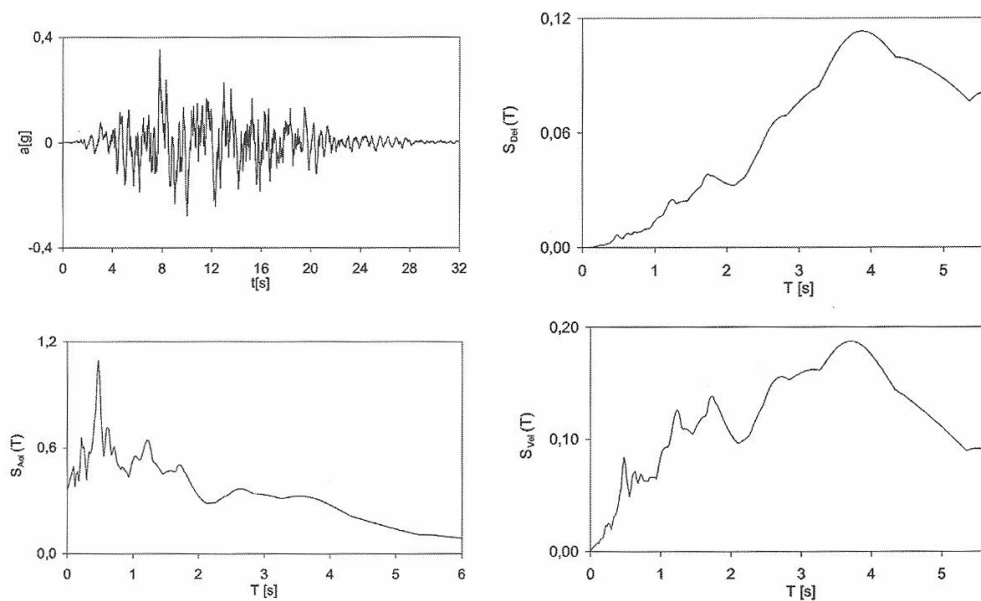 0,4
a[g]
0
-0,4
0 4 8 12 16 20 24 28 32
t[s]
0,12
S_Del (T)
0,06
0,00
0 1 2 3 4 5
T [s]
1,2
S_Ael (T)
0,6
0,0
0 1 2 3 4 5 6
T [s]
0,20
S_Vel (T)
0,10
0,00
0 1 2 3 4 5
T [s]